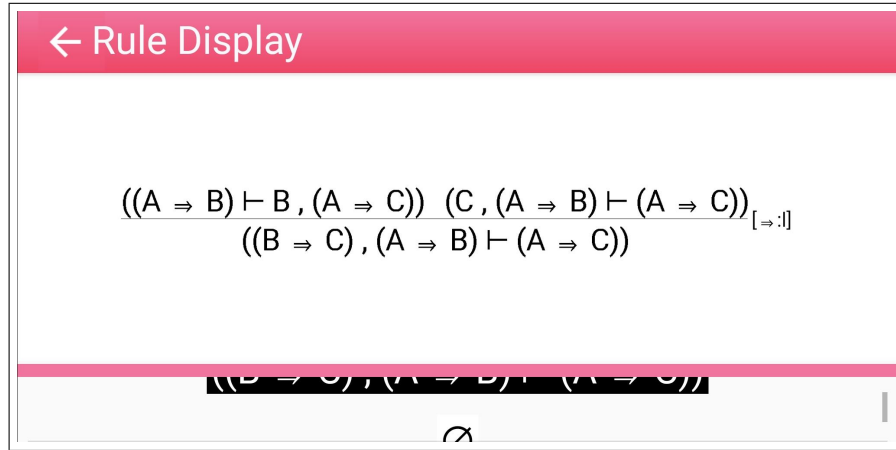 ← Rule Display
((A ⇒ B) ⊢ B , (A ⇒ C)) (C , (A ⇒ B) ⊢ (A ⇒ C))
[ ⇒:l]
((B ⇒ C) , (A ⇒ B) ⊢ (A ⇒ C))
((B ⇒ C) , (A ⇒ B) ⊢ (A ⇒ C))
∅